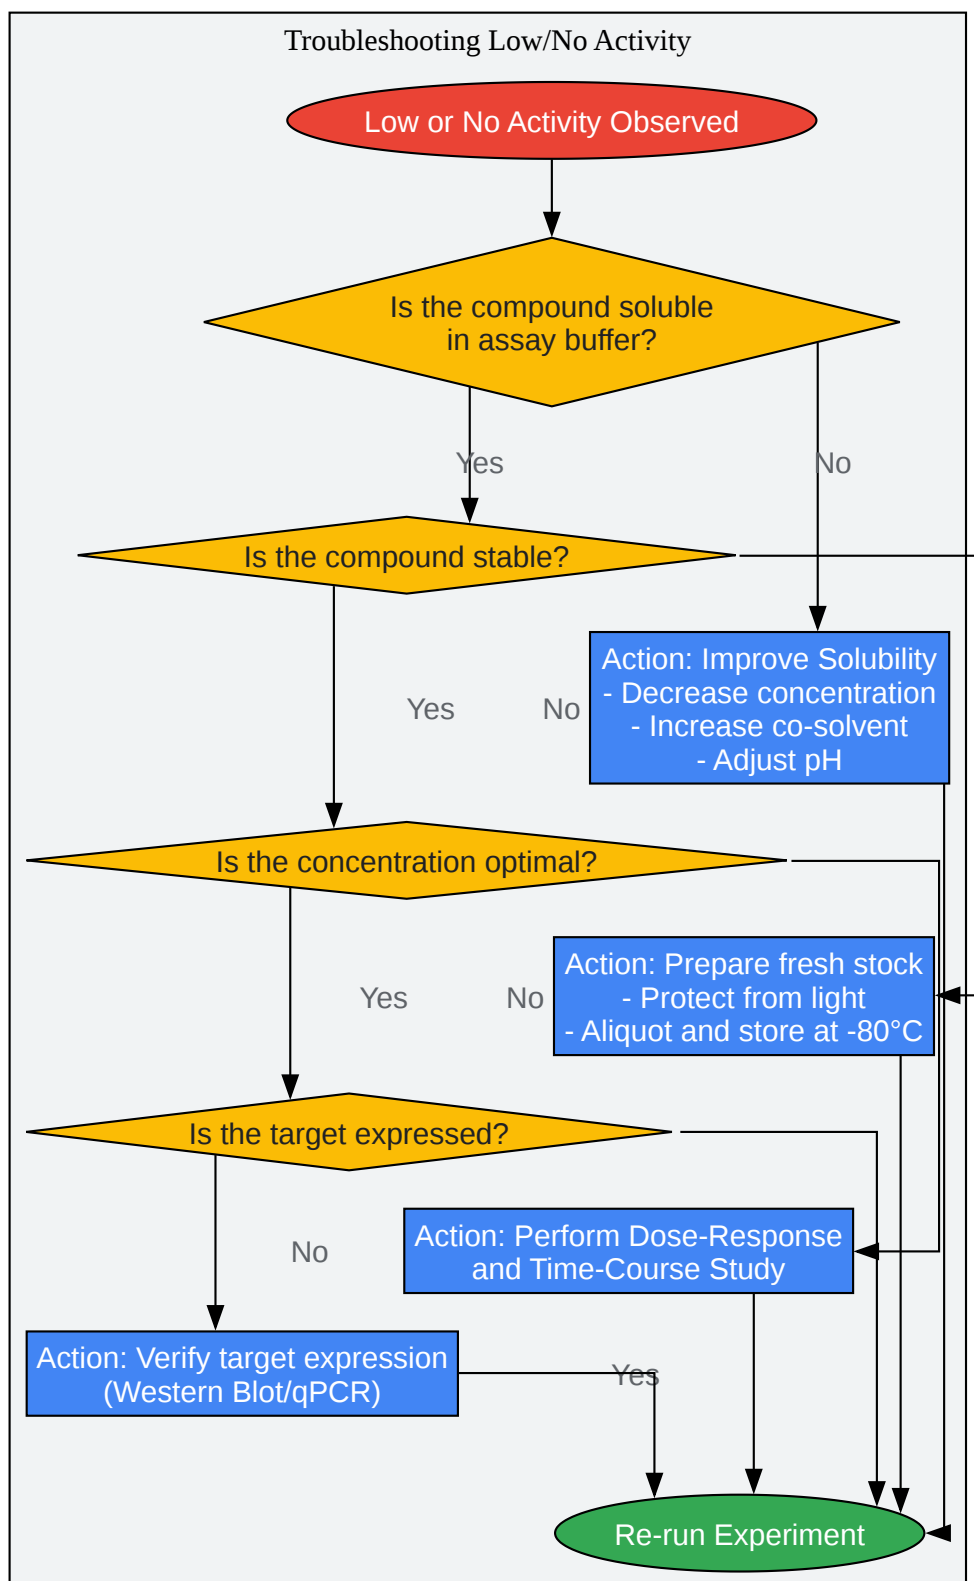 Troubleshooting Low/No Activity
Low or No Activity Observed
Is the compound soluble
in assay buffer?
Yes
No
Is the compound stable?
Action: Improve Solubility
- Decrease concentration
- Increase co-solvent
- Adjust pH
Yes
No
Is the concentration optimal?
Action: Prepare fresh stock
- Protect from light
- Aliquot and store at -80°C
Yes
No
Is the target expressed?
Action: Perform Dose-Response
and Time-Course Study
No
Action: Verify target expression
(Western Blot/qPCR)
Yes
Re-run Experiment